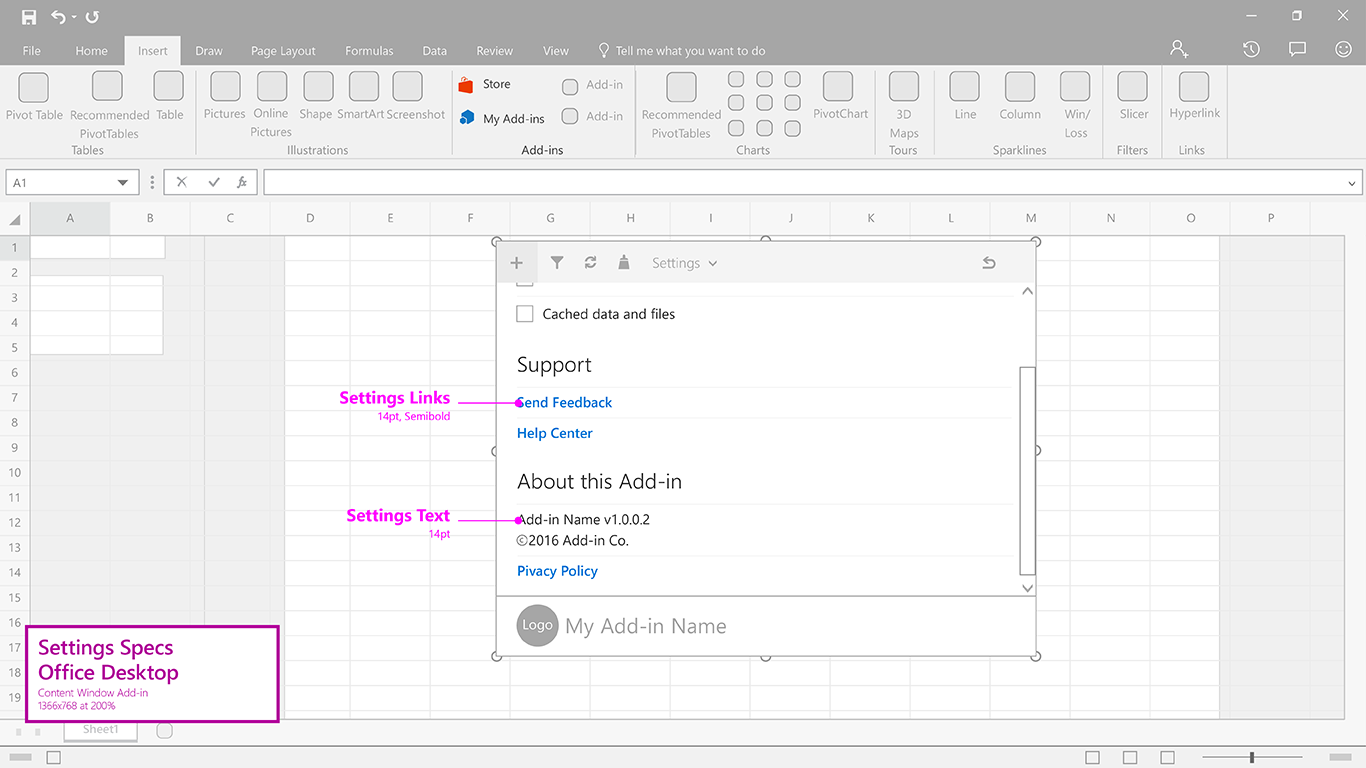 File Home Insert Draw Page Layout Formulas Data Review View Tell me what you want to do
Pivot Table
Recommended
PivotTables
Table
Tables
Pictures
Online
Pictures
Shape
SmartArt
Screenshot
Illustrations
Store
My Add-ins
Add-in
Add-in
Add-ins
Recommended
PivotTables
PivotChart
Charts
3D
Maps
Tours
Line
Column
Win/
Loss
Sparklines
Slicer
Filters
Hyperlink
Links
A1
fx
A B C D E F G H I J K L M N O P
1
2
3
4
5
6
7
8
9
10
11
12
13
14
15
16
17
18
19
Settings
Cached data and files
Support
Settings Links
14pt, Semibold
Send Feedback
Help Center
About this Add-in
Settings Text
14pt
Add-in Name v1.0.0.2
©2016 Add-in Co.
Pivacy Policy
Logo
My Add-in Name
Settings Specs
Office Desktop
Content Window Add-in
1366x768 at 200%
Sheet1